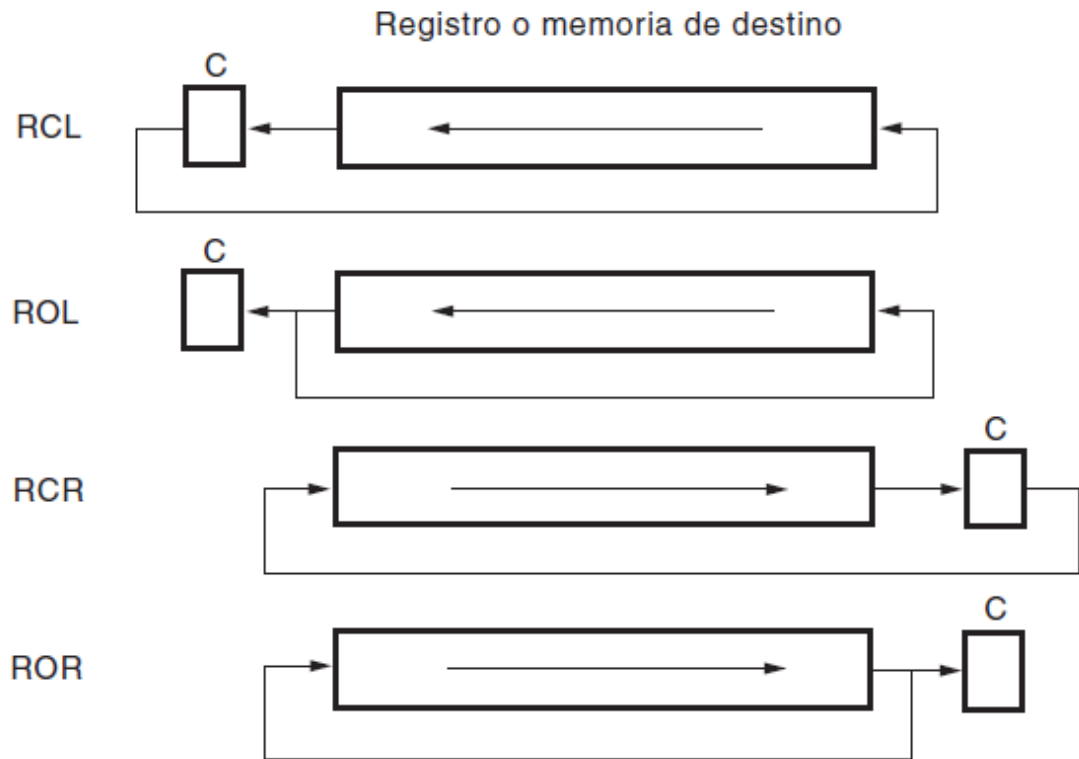 Registro o memoria de destino
C
RCL
C
ROL
C
RCR
C
ROR